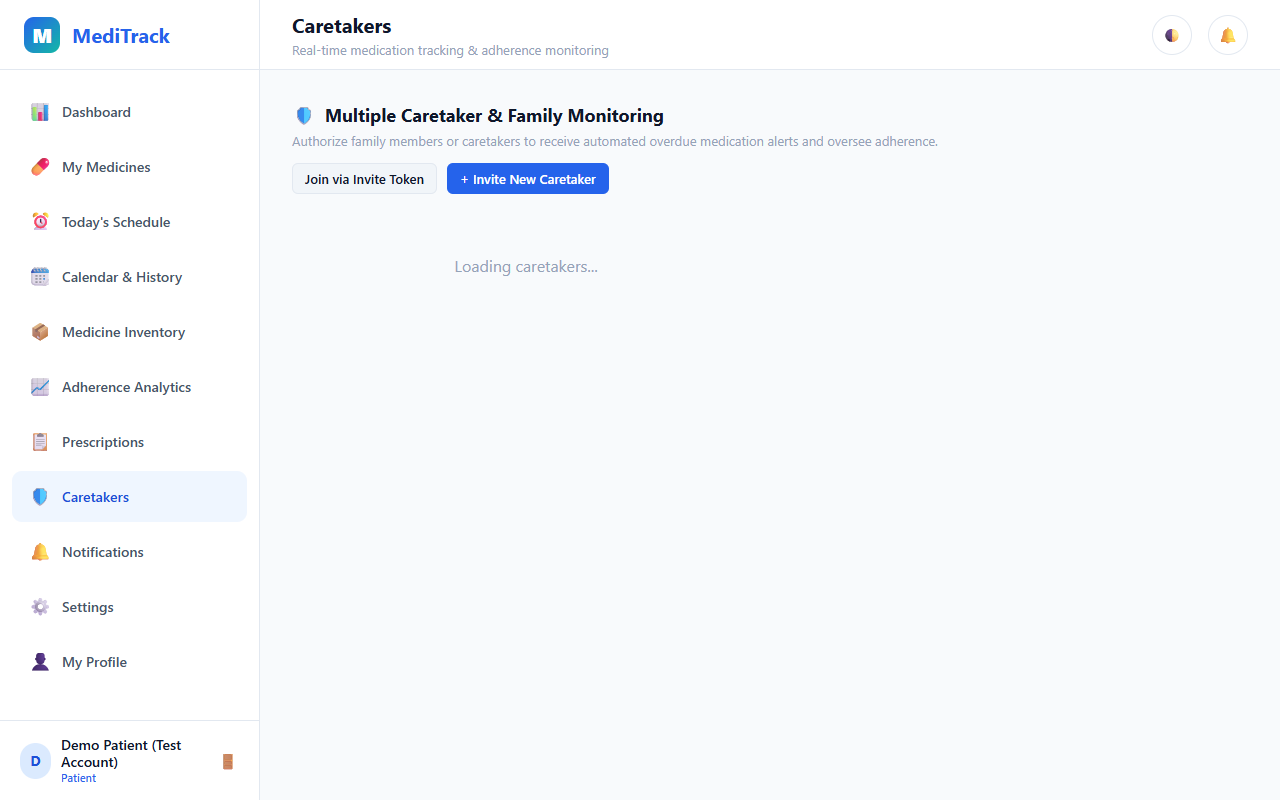 M MediTrack
Caretakers
Real-time medication tracking & adherence monitoring
Dashboard
My Medicines
Today's Schedule
Calendar & History
Medicine Inventory
Adherence Analytics
Prescriptions
Caretakers
Notifications
Settings
My Profile
D
Demo Patient (Test
Account)
Patient
Multiple Caretaker & Family Monitoring
Authorize family members or caretakers to receive automated overdue medication alerts and oversee adherence.
Join via Invite Token
+ Invite New Caretaker
Loading caretakers...